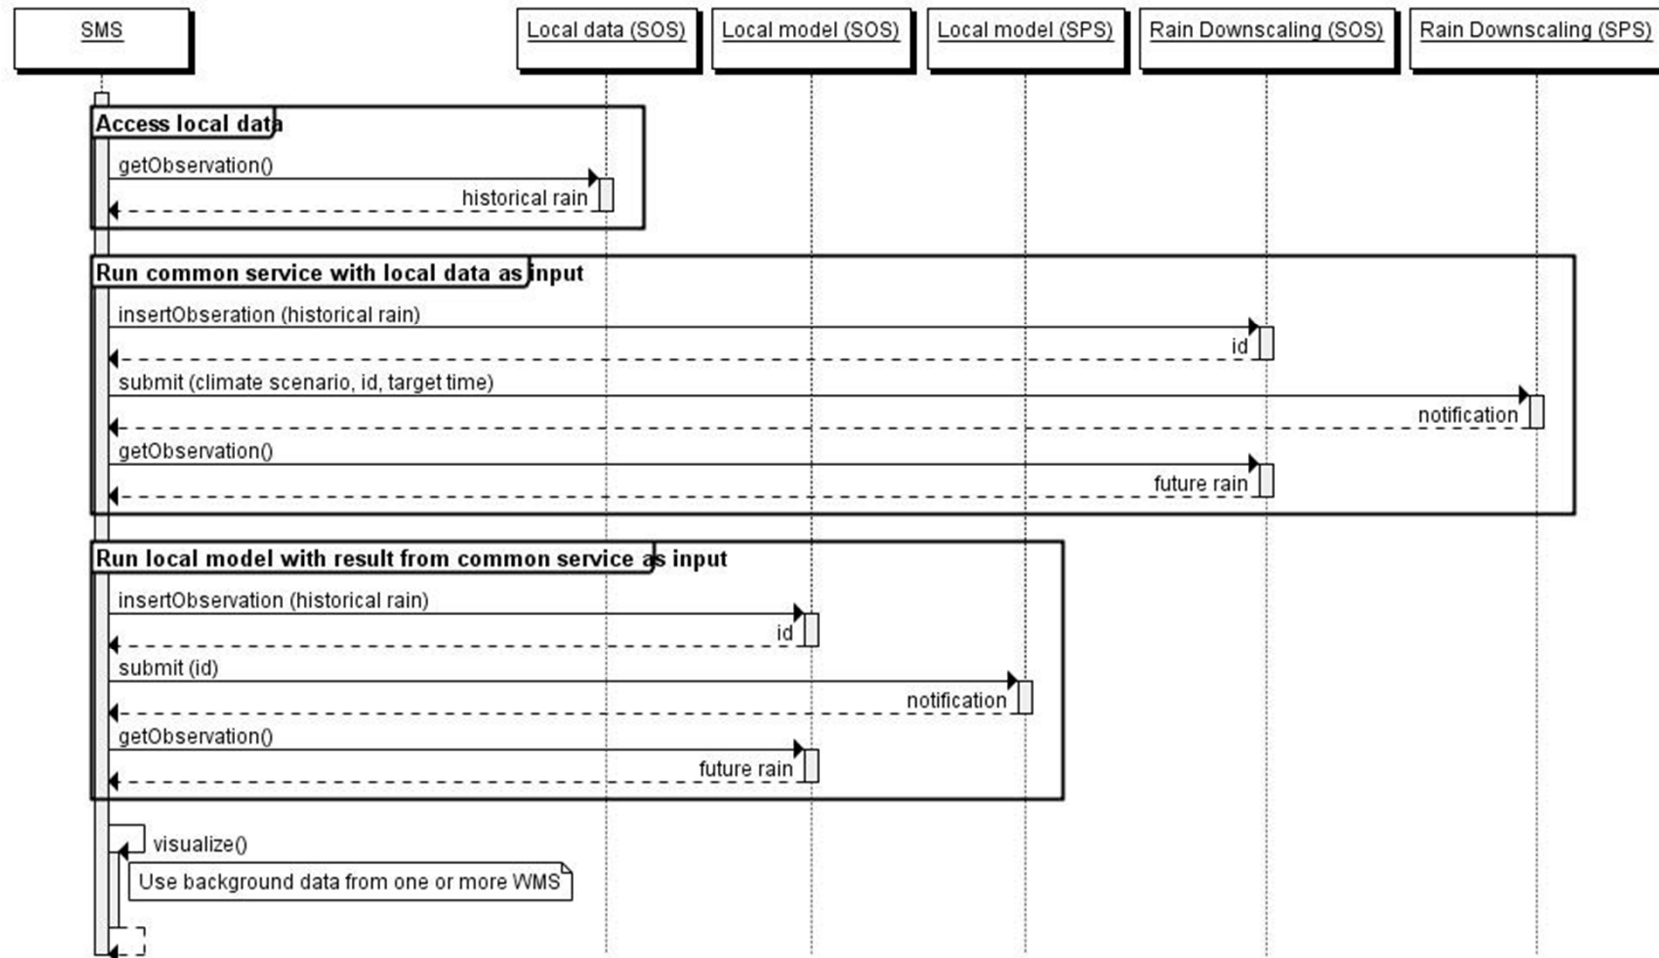 SMS
Local data (SOS)
Local model (SOS)
Local model (SPS)
Rain Downscaling (SOS)
Rain Downscaling (SPS)
Access local data
getObservation()
historical rain
Run common service with local data as input
insertObseration (historical rain)
id
submit (climate scenario, id, target time)
notification
getObservation()
future rain
Run local model with result from common service as input
insertObservation (historical rain)
id
submit (id)
notification
getObservation()
future rain
visualize()
Use background data from one or more WMS